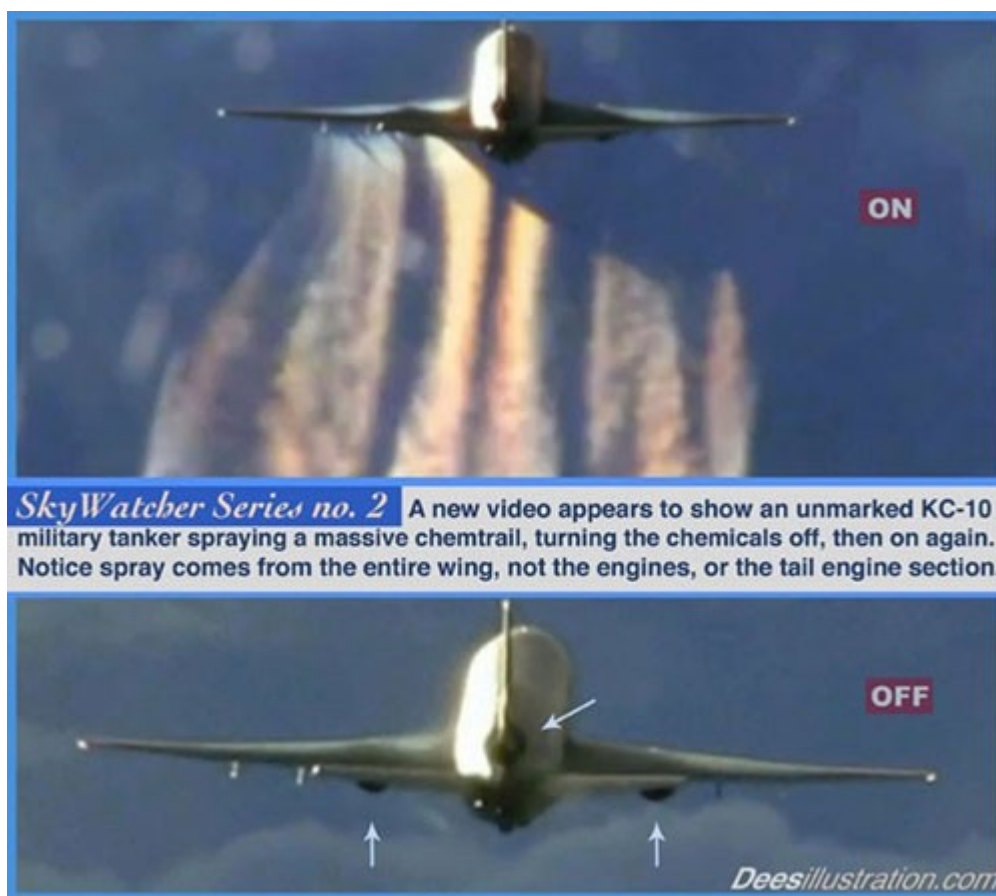 ON
SkyWatcher Series no. 2 A new video appears to show an unmarked KC-10
military tanker spraying a massive chemtrail, turning the chemicals off, then on again.
Notice spray comes from the entire wing, not the engines, or the tail engine section.
OFF
Deesillustration.com